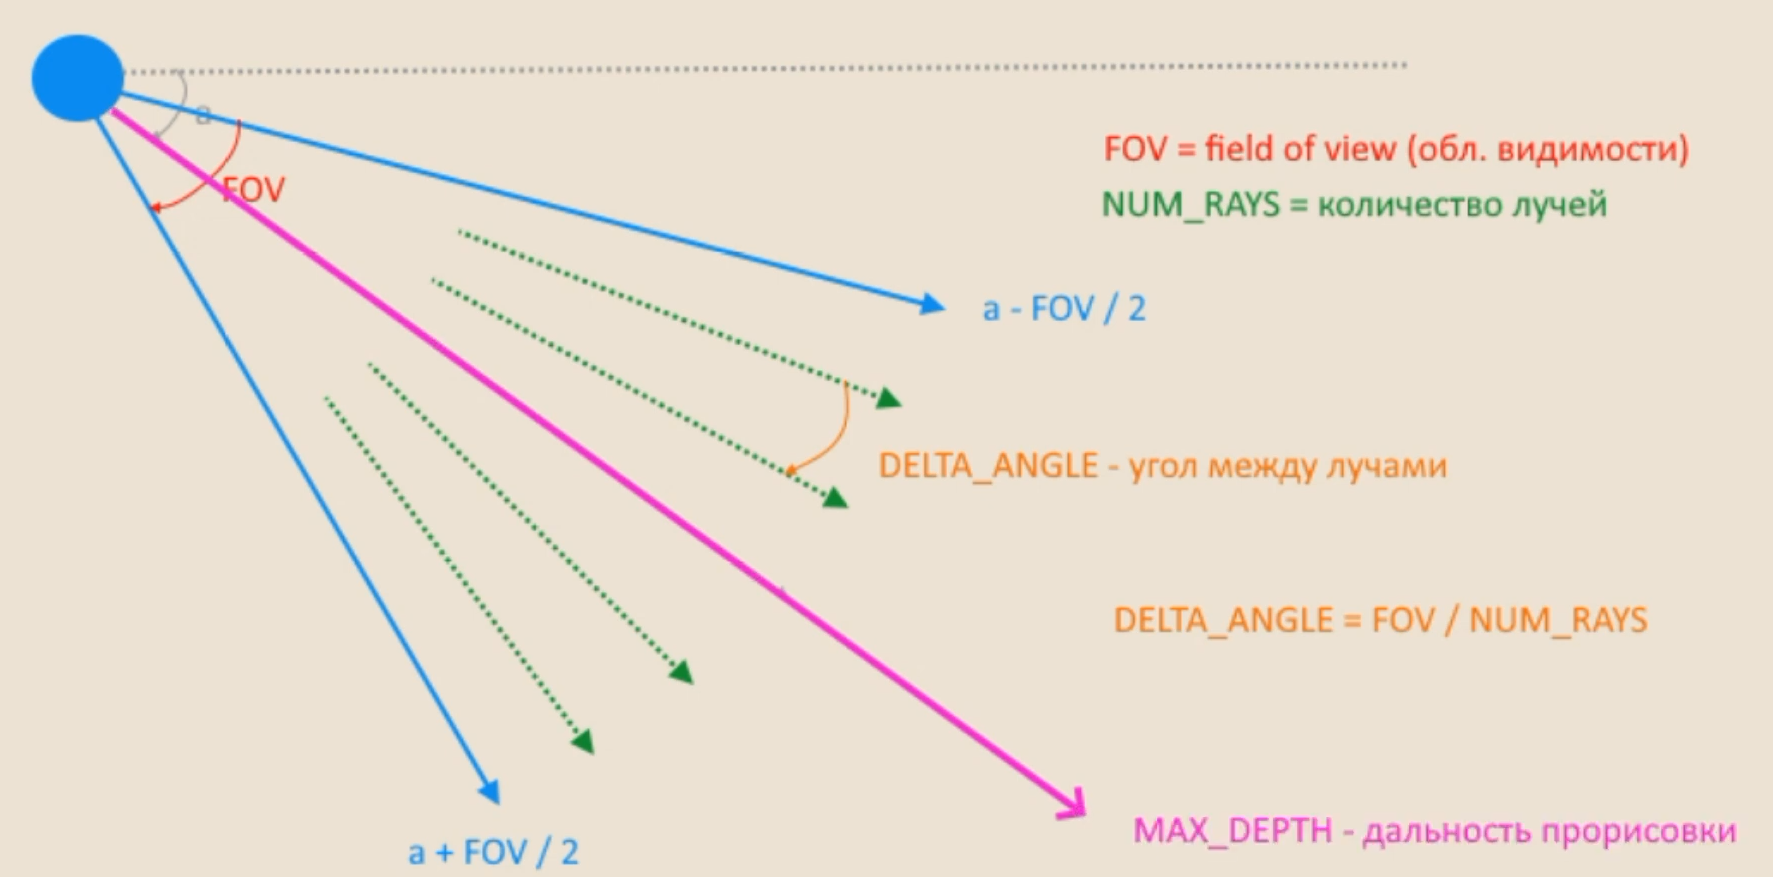 a
FOV = field of view (обл. видимости)
FOV
NUM_RAYS = количество лучей
a - FOV / 2
DELTA_ANGLE - угол между лучами
DELTA_ANGLE = FOV / NUM_RAYS
MAX_DEPTH - дальность прорисовки
a + FOV / 2